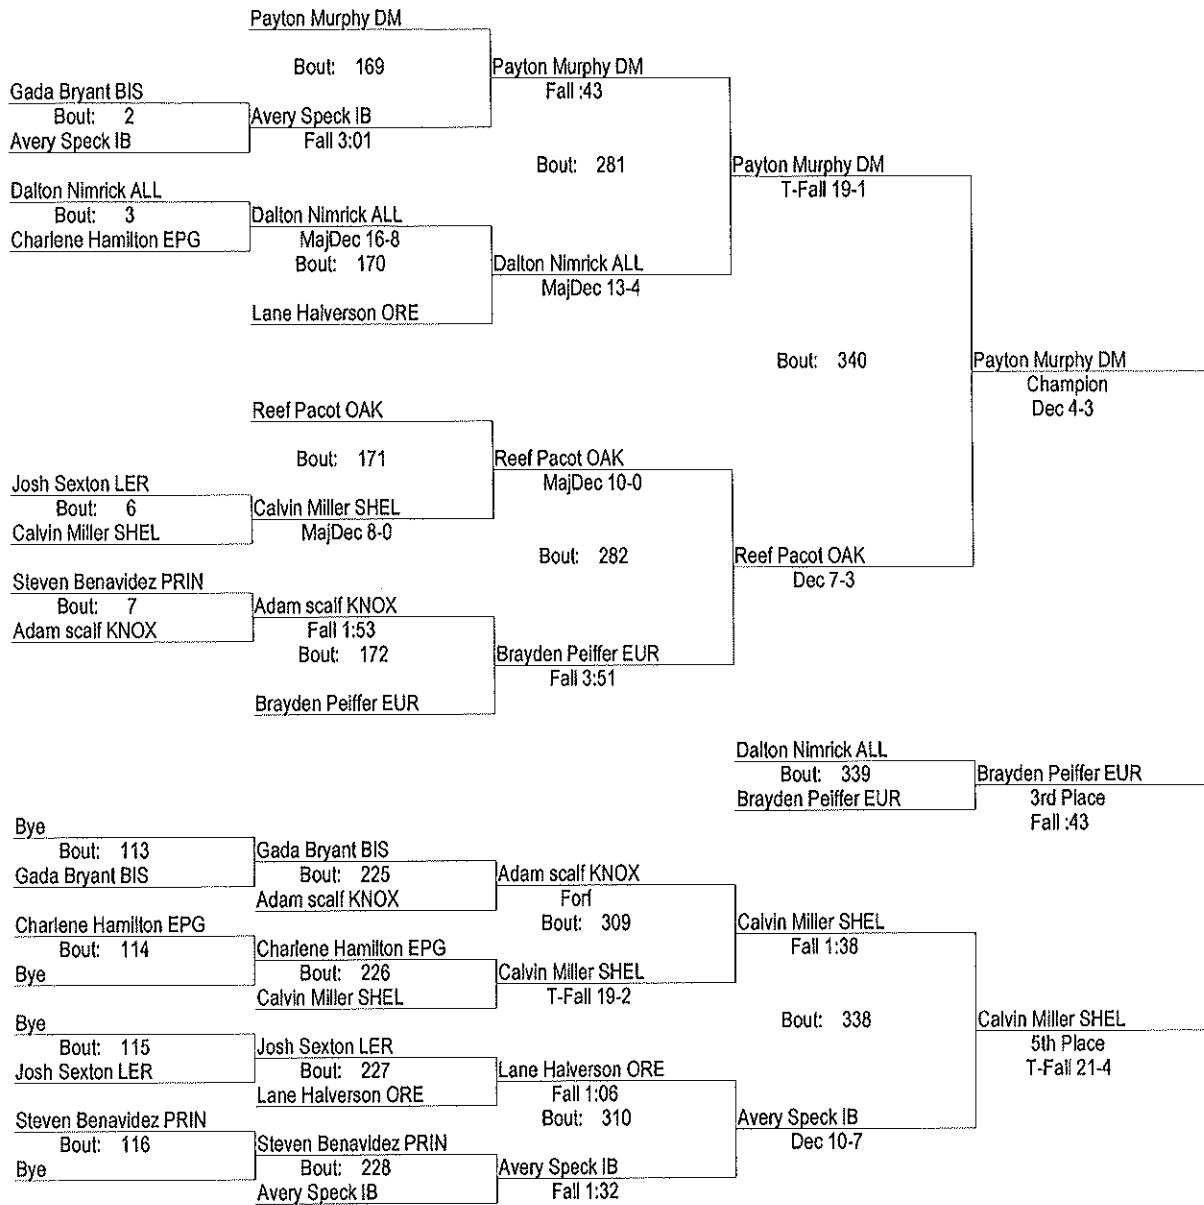 Payton Murphy DM
Bout: 169
Payton Murphy DM
Fall :43
Gada Bryant BIS
Bout: 2
Avery Speck IB
Avery Speck IB
Fall 3:01
Bout: 281
Payton Murphy DM
T-Fall 19-1
Dalton Nimrick ALL
Bout: 3
Charlene Hamilton EPG
Dalton Nimrick ALL
MajDec 16-8
Bout: 170
Dalton Nimrick ALL
MajDec 13-4
Lane Halverson ORE
Bout: 340
Payton Murphy DM
Champion
Dec 4-3
Reef Pacot OAK
Bout: 171
Reef Pacot OAK
MajDec 10-0
Josh Sexton LER
Bout: 6
Calvin Miller SHEL
Calvin Miller SHEL
MajDec 8-0
Bout: 282
Reef Pacot OAK
Dec 7-3
Steven Benavidez PRIN
Bout: 7
Adam scalf KNOX
Adam scalf KNOX
Fall 1:53
Bout: 172
Brayden Peiffer EUR
Fall 3:51
Brayden Peiffer EUR
Dalton Nimrick ALL
Bout: 339
Brayden Peiffer EUR
Brayden Peiffer EUR
3rd Place
Fall :43
Bye
Bout: 113
Gada Bryant BIS
Gada Bryant BIS
Bout: 225
Adam scalf KNOX
Adam scalf KNOX
Forf
Bout: 309
Charlene Hamilton EPG
Bout: 114
Bye
Charlene Hamilton EPG
Bout: 226
Calvin Miller SHEL
Calvin Miller SHEL
T-Fall 19-2
Calvin Miller SHEL
Fall 1:38
Bout: 338
Calvin Miller SHEL
5th Place
T-Fall 21-4
Bye
Bout: 115
Josh Sexton LER
Josh Sexton LER
Bout: 227
Lane Halverson ORE
Lane Halverson ORE
Fall 1:06
Bout: 310
Avery Speck IB
Dec 10-7
Steven Benavidez PRIN
Bout: 116
Bye
Steven Benavidez PRIN
Bout: 228
Avery Speck IB
Avery Speck IB
Fall 1:32